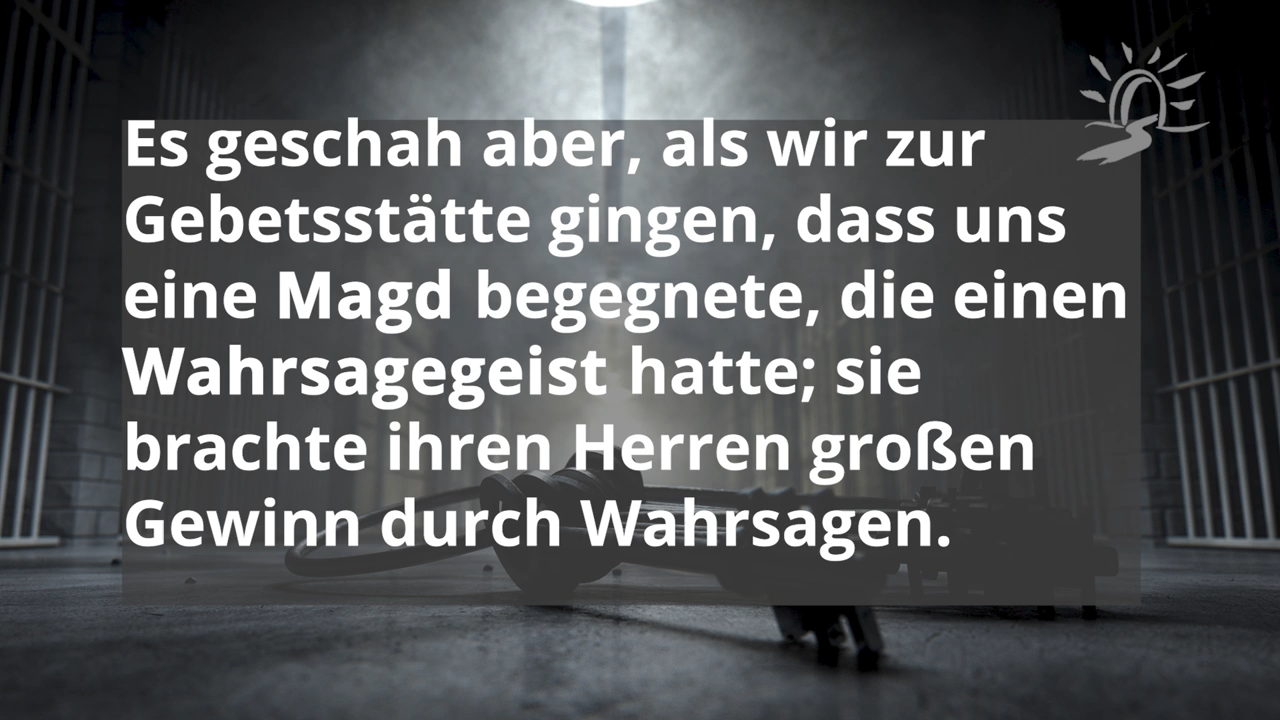 Es geschah aber, als wir zur
Gebetsstätte gingen, dass uns
eine Magd begegnete, die einen
Wahrsagegeist hatte; sie
brachte ihren Herren großen
Gewinn durch Wahrsagen.